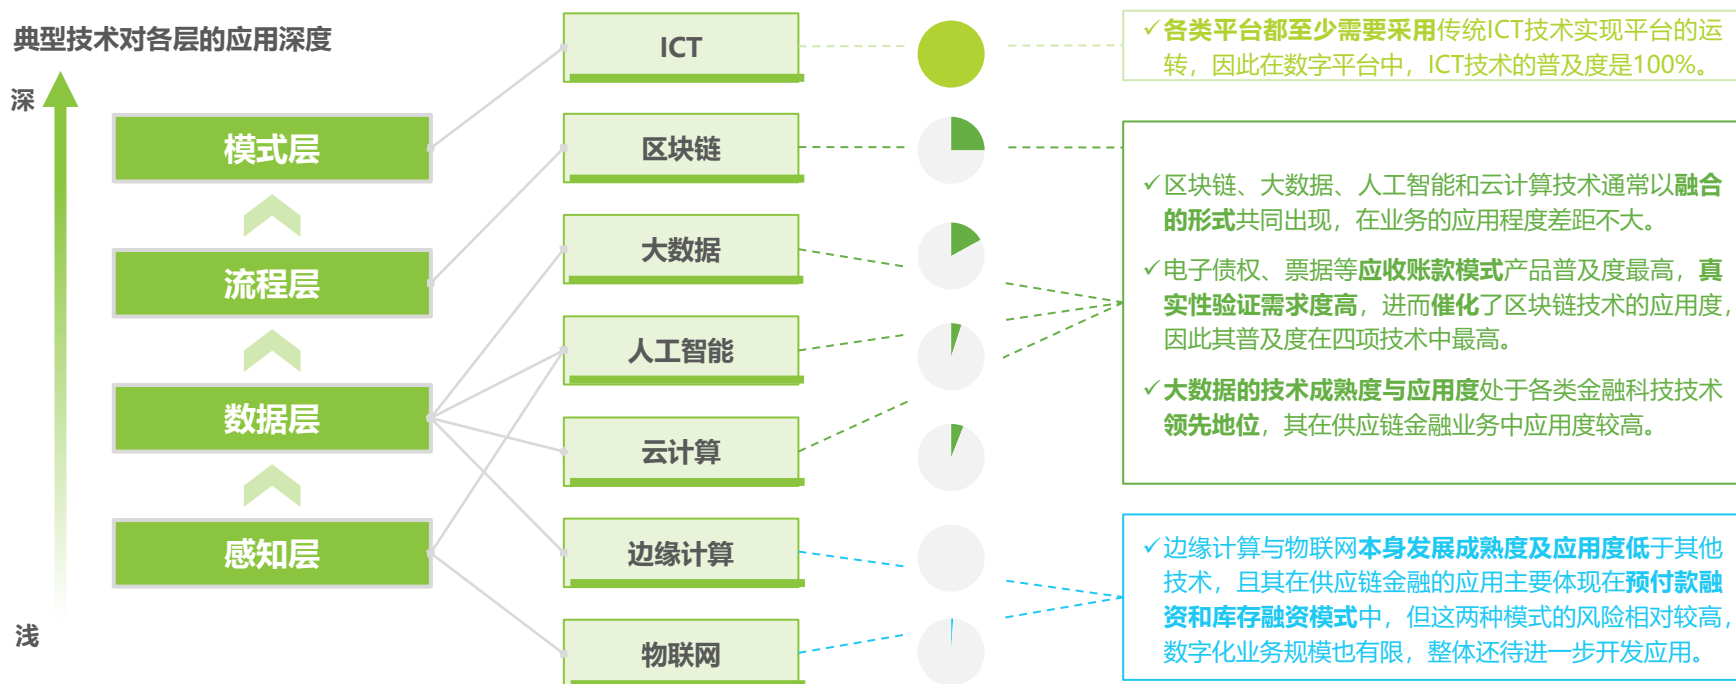 典型技术对各层的应用深度
深
模式层
流程层
数据层
感知层
浅
ICT
区块链
大数据
人工智能
云计算
边缘计算
物联网
✓各类平台都至少需要采用传统ICT技术实现平台的运
转，因此在数字平台中，ICT技术的普及度是100%。
✓区块链、大数据、人工智能和云计算技术通常以融合
的形式共同出现，在业务的应用程度差距不大。
✓电子债权、票据等应收账款模式产品普及度最高，真
实性验证需求度高，进而催化了区块链技术的应用度，
因此其普及度在四项技术中最高。
✓大数据的技术成熟度与应用度处于各类金融科技技术
领先地位，其在供应链金融业务中应用度较高。
✓边缘计算与物联网本身发展成熟度及应用度低于其他
技术，且其在供应链金融的应用主要体现在预付款融
资和库存融资模式中，但这两种模式的风险相对较高，
数字化业务规模也有限，整体还待进一步开发应用。